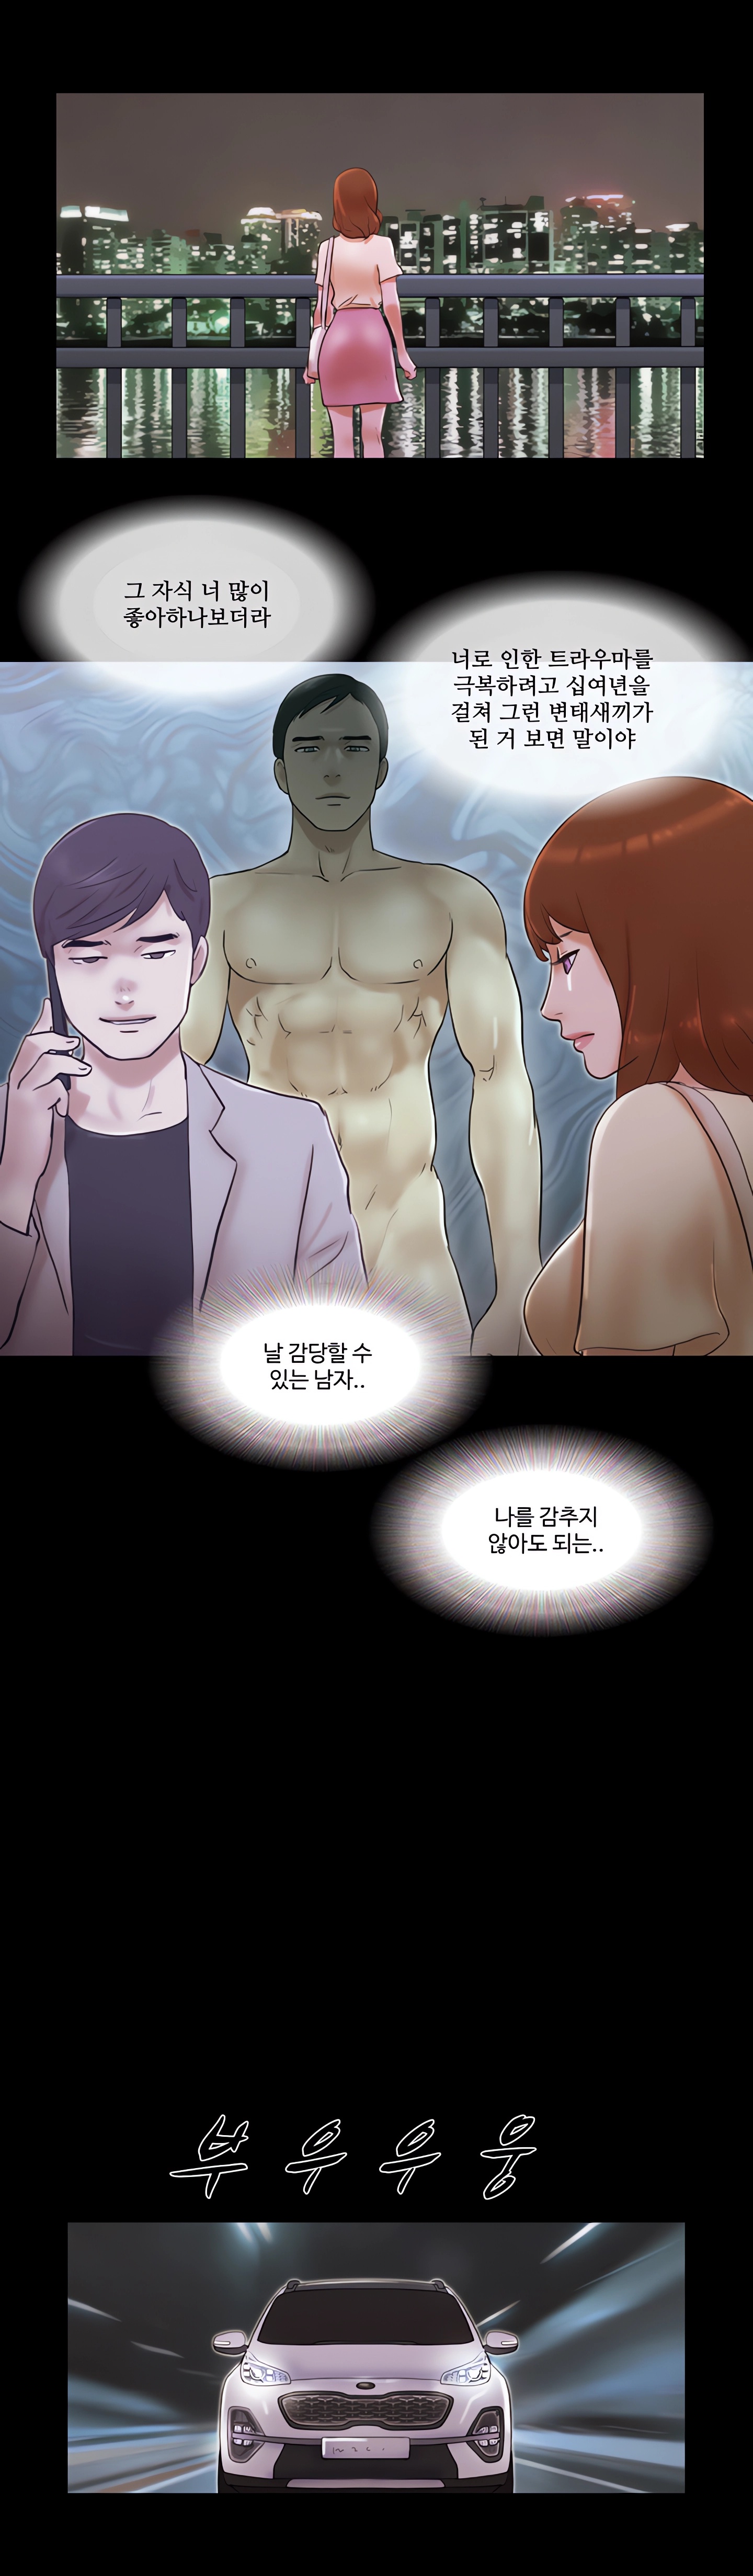 그 자식 너 많이
좋아하나보더라
너로 인한 트라우마를
극복하려고 십여년을
걸쳐 그런 변태새끼가
된 거 보면 말이야
날 감당할 수
있는 남자..
나를 감추지
않아도 되는..
부우우웅